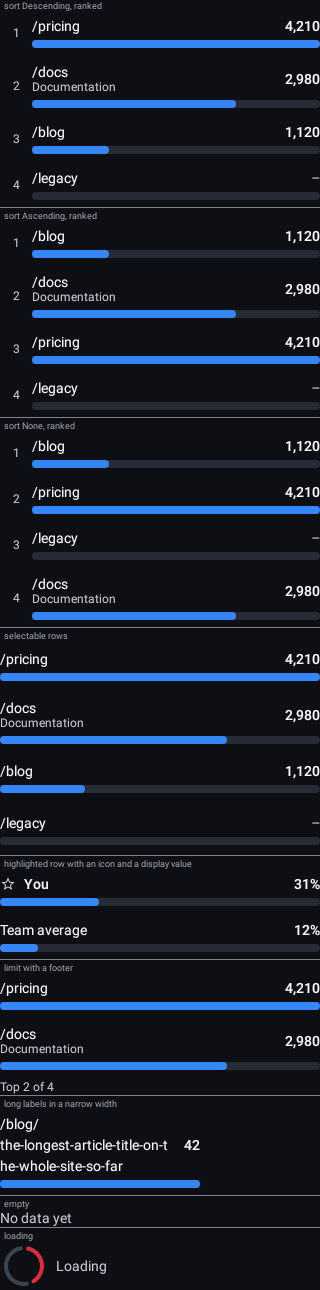 sort Descending, ranked
1 /pricing 4,210
2 /docs 2,980
Documentation
3 /blog 1,120
4 /legacy –
sort Ascending, ranked
1 /blog 1,120
2 /docs 2,980
Documentation
3 /pricing 4,210
4 /legacy –
sort None, ranked
1 /blog 1,120
2 /pricing 4,210
3 /legacy –
4 /docs 2,980
Documentation
selectable rows
/pricing 4,210
/docs 2,980
Documentation
/blog 1,120
/legacy –
highlighted row with an icon and a display value
You 31%
Team average 12%
limit with a footer
/pricing 4,210
/docs 2,980
Documentation
Top 2 of 4
long labels in a narrow width
/blog/
the-longest-article-title-on-t 42
he-whole-site-so-far
empty
No data yet
loading
Loading